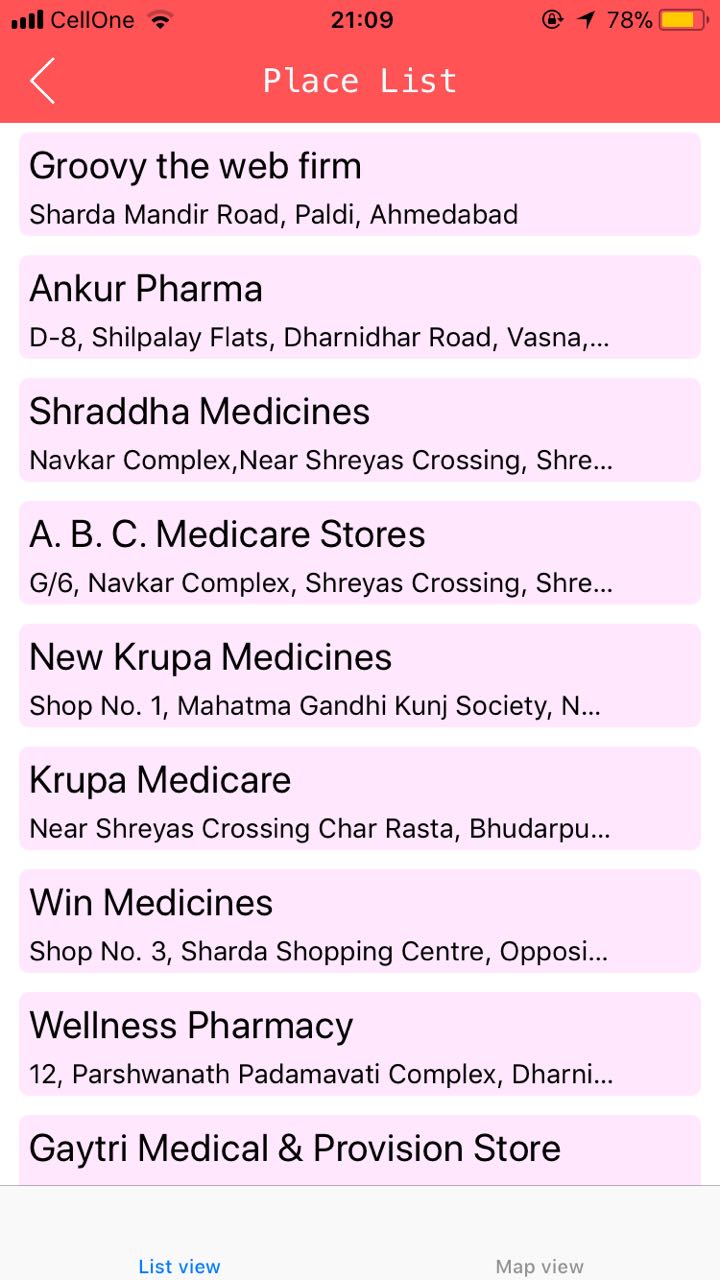 CellOne 21:09 78%
Place List
Groovy the web firm
Sharda Mandir Road, Paldi, Ahmedabad
Ankur Pharma
D-8, Shilpalay Flats, Dharnidhar Road, Vasna,...
Shraddha Medicines
Navkar Complex,Near Shreyas Crossing, Shre...
A. B. C. Medicare Stores
G/6, Navkar Complex, Shreyas Crossing, Shre...
New Krupa Medicines
Shop No. 1, Mahatma Gandhi Kunj Society, N...
Krupa Medicare
Near Shreyas Crossing Char Rasta, Bhudarpu...
Win Medicines
Shop No. 3, Sharda Shopping Centre, Opposi...
Wellness Pharmacy
12, Parshwanath Padamavati Complex, Dharni...
Gaytri Medical & Provision Store
List view Map view